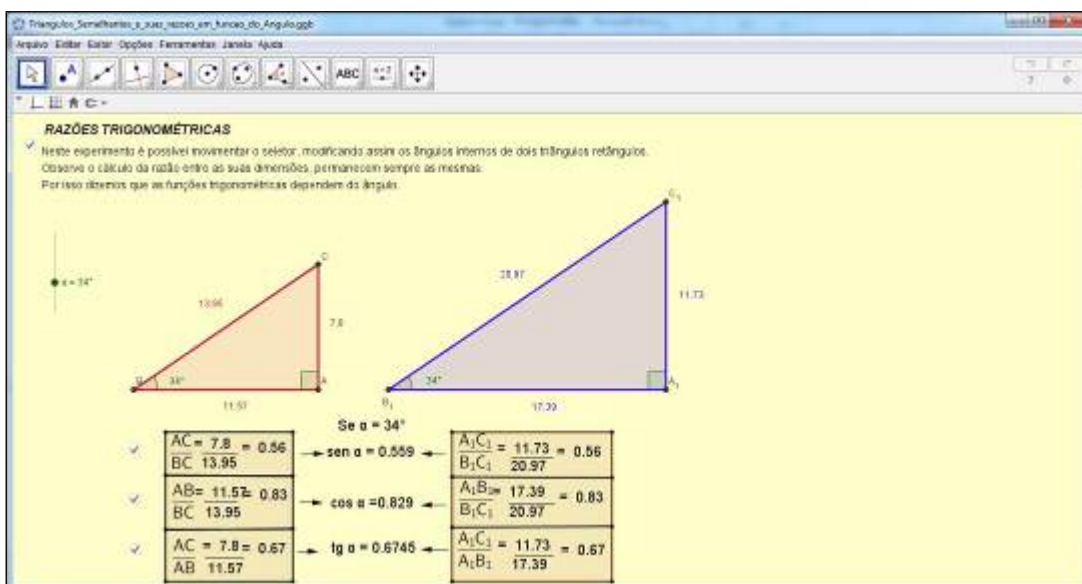 Triangulos_Semelhantes_e_suas_razoes_em_funcao_do_Angulo.ggb
Arquivo Editar Exibir Opções Ferramentas Janela Ajuda
ABC
a=2
RAZÕES TRIGONOMÉTRICAS
Neste experimento é possível movimentar o seletor, modificando assim os ângulos internos de dois triângulos retângulos.
Observe o cálculo da razão entre as suas dimensões, permanecem sempre as mesmas.
Por isso dizemos que as funções trigonométricas dependem do ângulo.
α = 34°
C
13.95
7.8
B
34°
A
11.57
C₁
20.97
11.73
B₁
34°
A₁
17.39
Se α = 34°
AC = 7.8 = 0.56
BC 13.95
sen α = 0.559
A₁C₁ = 11.73 = 0.56
B₁C₁ 20.97
AB= 11.57= 0.83
BC 13.95
cos α =0.829
A₁B₁= 17.39 = 0.83
B₁C₁ 20.97
AC = 7.8= 0.67
AB 11.57
tg α = 0.6745
A₁C₁ = 11.73 = 0.67
A₁B₁ 17.39